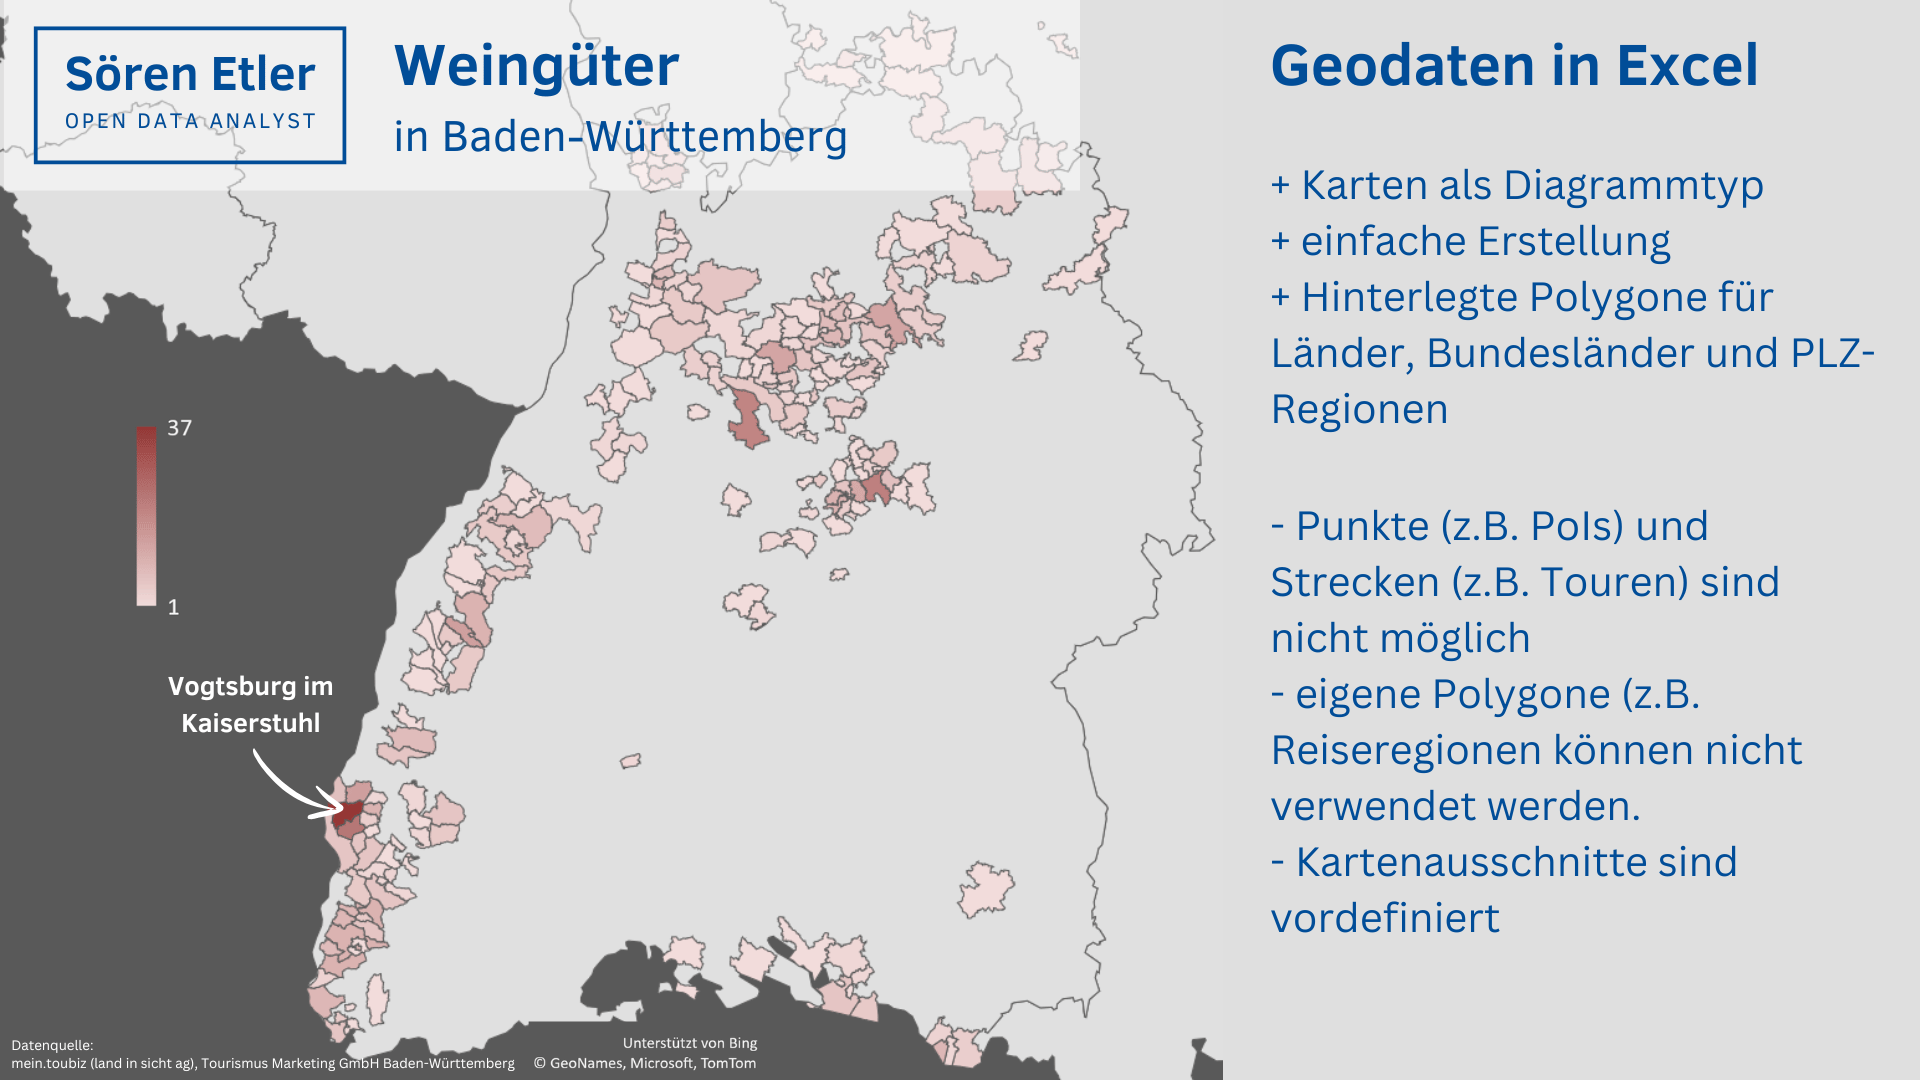 Sören Etler
OPEN DATA ANALYST
Weingüter
in Baden-Württemberg
37
1
Vogtsburg im
Kaiserstuhl
Datenquelle:
mein.toubiz (land in sicht ag), Tourismus Marketing GmbH Baden-Württemberg
Unterstützt von Bing
© GeoNames, Microsoft, TomTom
Geodaten in Excel
+ Karten als Diagrammtyp
+ einfache Erstellung
+ Hinterlegte Polygone für
Länder, Bundesländer und PLZ-
Regionen
- Punkte (z.B. PoIs) und
Strecken (z.B. Touren) sind
nicht möglich
- eigene Polygone (z.B.
Reiseregionen können nicht
verwendet werden.
- Kartenausschnitte sind
vordefiniert